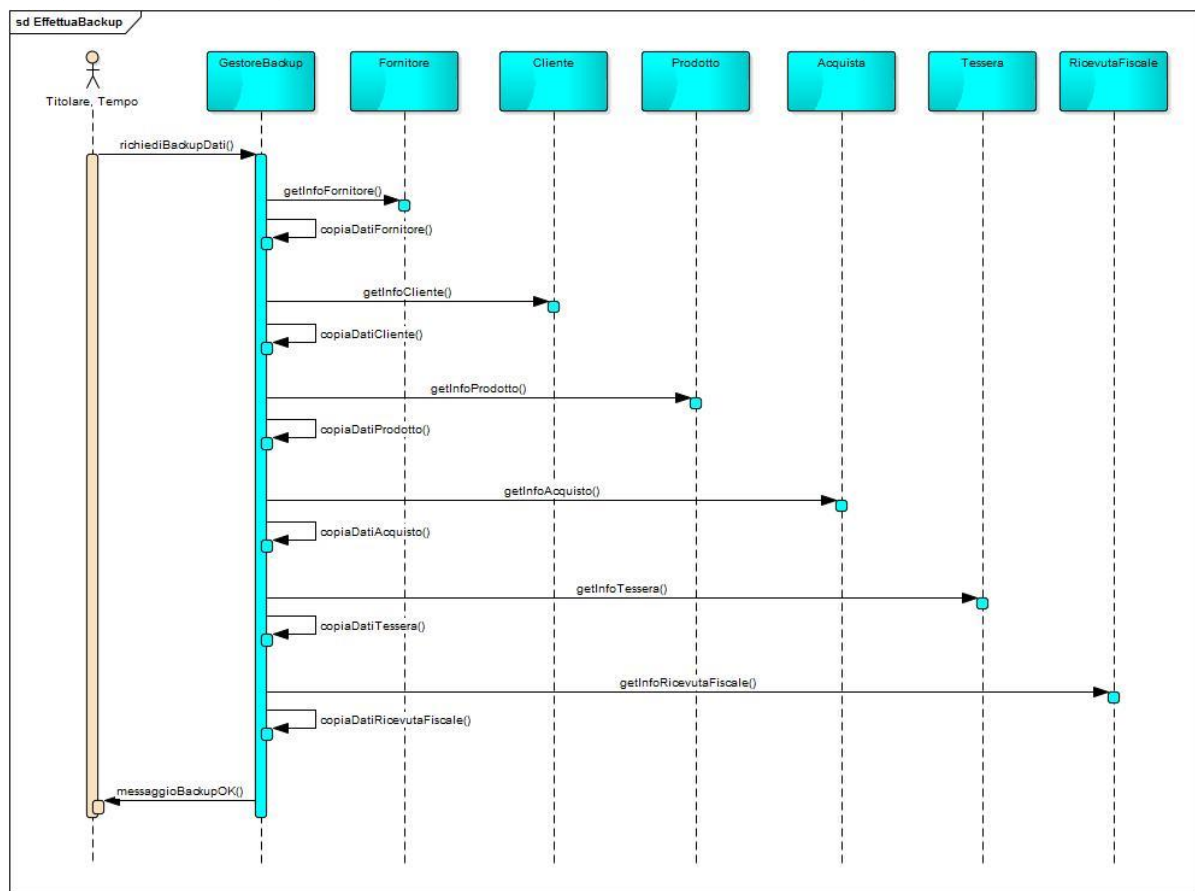 sd EffettuaBackup
Titolare, Tempo
GestoreBackup
Fornitore
Cliente
Prodotto
Acquista
Tessera
RicevutaFiscale
richiediBackupDati()
getInfoFornitore()
copiaDatiFornitore()
getInfoCliente()
copiaDatiCliente()
getInfoProdotto()
copiaDatiProdotto()
getInfoAcquisto()
copiaDatiAcquisto()
getInfoTessera()
copiaDatiTessera()
getInfoRicevutaFiscale()
copiaDatiRicevutaFiscale()
messaggioBackupOK()